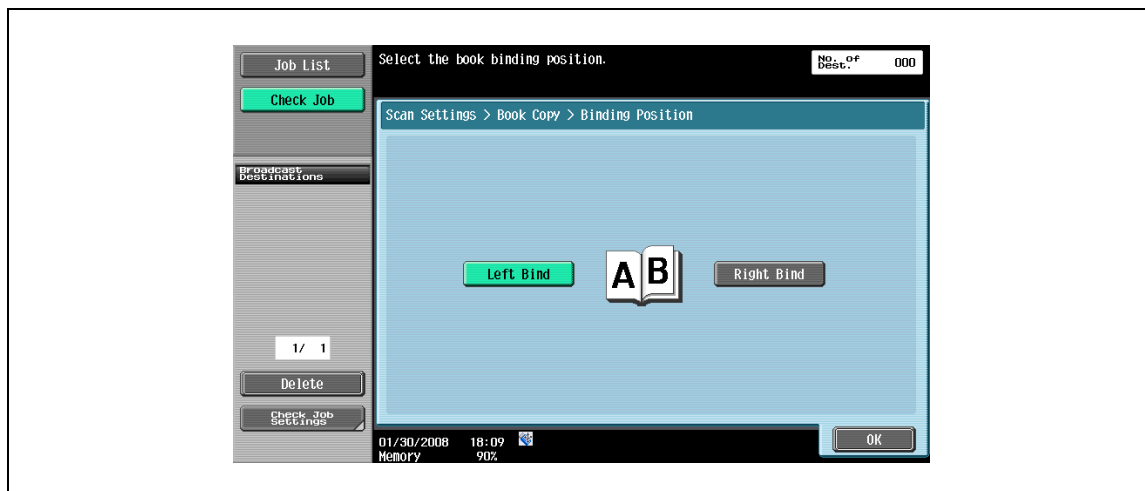 Job List
Check Job
Select the book binding position.
No. of
Dest.
000
Scan Settings > Book Copy > Binding Position
Broadcast
Destinations
Left Bind
A B
Right Bind
1/ 1
Delete
Check Job
Settings
01/30/2008 18:09
Memory 90%
OK